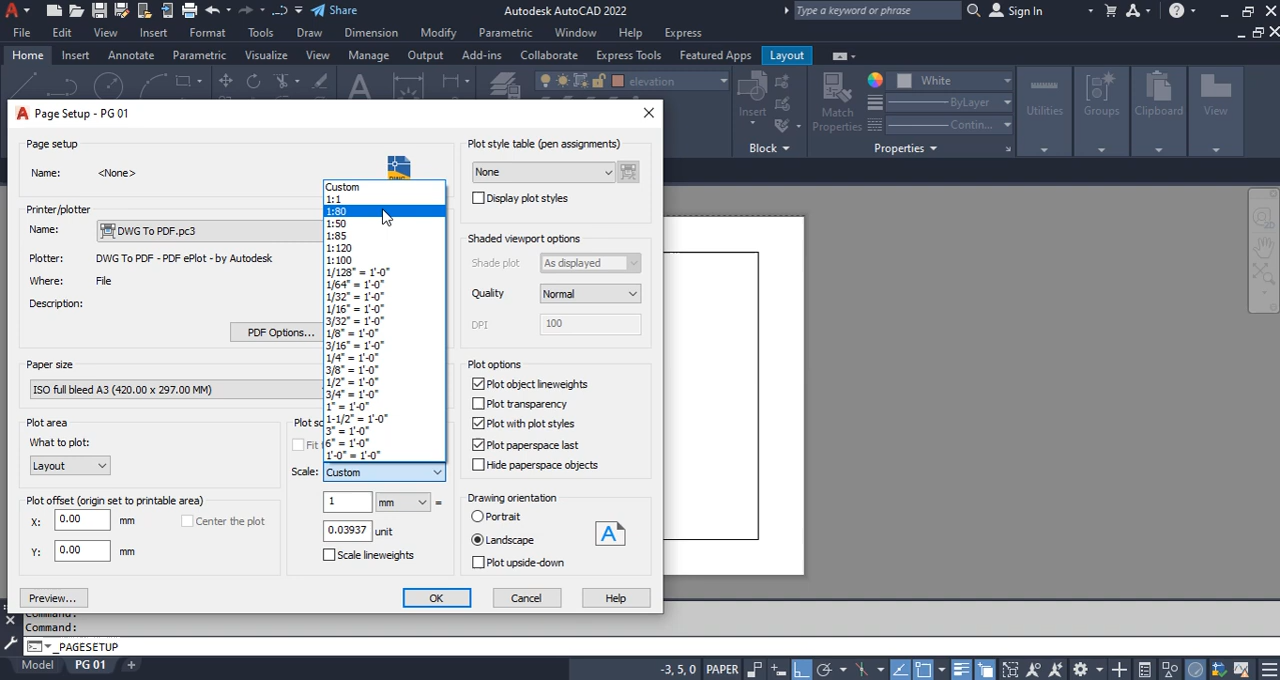 Share
Autodesk AutoCAD 2022
Type a keyword or phrase
Sign In
File Edit View Insert Format Tools Draw Dimension Modify Parametric Window Help Express
Home Insert Annotate Parametric Visualize View Manage Output Add-ins Collaborate Express Tools Featured Apps Layout
elevation
White
ByLayer
Contin...
Insert
Match
Properties
Block
Properties
Utilities
Groups
Clipboard
View
Page Setup - PG 01
Page setup
Name: <None>
Printer/plotter
Name: DWG To PDF.pc3
Plotter: DWG To PDF - PDF ePlot - by Autodesk
Where: File
Description:
PDF Options...
Paper size
ISO full bleed A3 (420.00 x 297.00 MM)
Plot area
What to plot:
Layout
Plot offset (origin set to printable area)
X: 0.00 mm
Center the plot
Y: 0.00 mm
Custom
1:1
1:80
1:50
1:85
1:120
1:100
1/128" = 1'-0"
1/64" = 1'-0"
1/32" = 1'-0"
1/16" = 1'-0"
3/32" = 1'-0"
1/8" = 1'-0"
3/16" = 1'-0"
1/4" = 1'-0"
3/8" = 1'-0"
1/2" = 1'-0"
3/4" = 1'-0"
1" = 1'-0"
1-1/2" = 1'-0"
3" = 1'-0"
6" = 1'-0"
1'-0" = 1'-0"
Plot sc
Fit t
Scale: Custom
1 mm =
0.03937 unit
Scale lineweights
Plot style table (pen assignments)
None
Display plot styles
Shaded viewport options
Shade plot As displayed
Quality Normal
DPI 100
Plot options
Plot object lineweights
Plot transparency
Plot with plot styles
Plot paperspace last
Hide paperspace objects
Drawing orientation
Portrait
Landscape
Plot upside-down
A
Preview...
OK
Cancel
Help
Command:
Command:
_PAGESETUP
Model PG 01 +
-3, 5, 0 PAPER